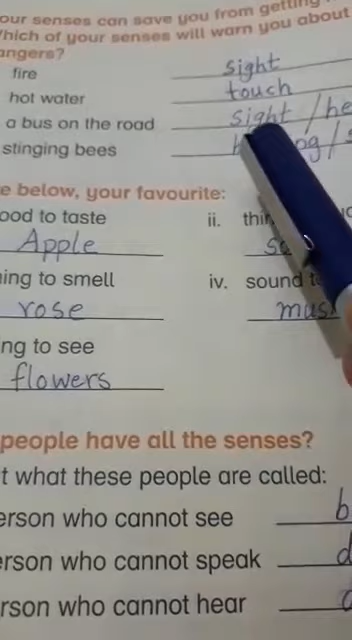 our senses can save you from getting
Which of your senses will warn you about
angers?
fire sight
hot water touch
a bus on the road sight / he
stinging bees ng /
e below, your favourite:
ood to taste ii. thin
Apple
ing to smell iv. sound t
rose mus
ng to see
flowers
people have all the senses?
t what these people are called:
erson who cannot see b
erson who cannot speak d
rson who cannot hear d